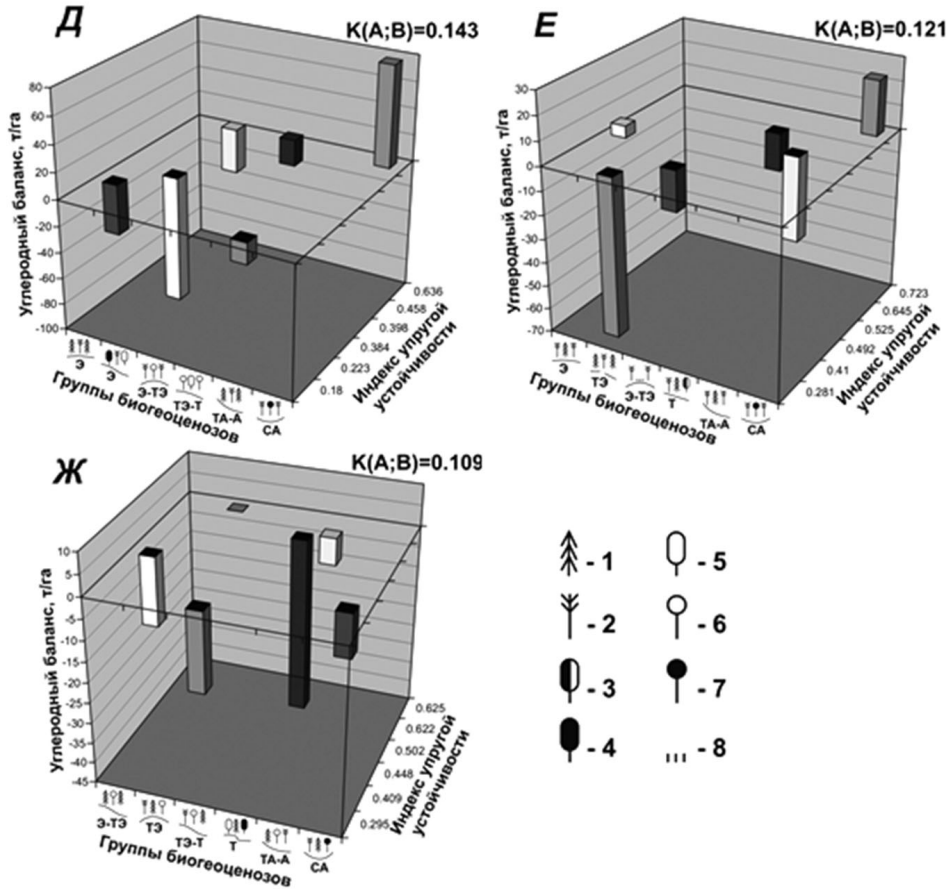 Д
K(A;B)=0.143
Углеродный баланс, т/га
80
60
40
20
0
-20
-40
-60
-80
-100
Э
Э
Э-ТЭ
ТЭ-Т
ТА-А
СА
Группы биогеоценозов
0.18
0.223
0.384
0.398
0.458
0.636
Индекс упругой
устойчивости
Е
K(A;B)=0.121
Углеродный баланс, т/га
30
20
10
0
-10
-20
-30
-40
-50
-60
-70
Э
ТЭ
Э-ТЭ
Т
ТА-А
СА
Группы биогеоценозов
0.281
0.41
0.492
0.525
0.645
0.723
Индекс упругой
устойчивости
Ж
K(A;B)=0.109
Углеродный баланс, т/га
10
5
0
-5
-10
-15
-20
-25
-30
-35
-40
-45
Э-ТЭ
ТЭ
ТЭ-Т
Т
ТА-А
СА
Группы биогеоценозов
0.295
0.409
0.448
0.502
0.622
0.625
Индекс упругой
устойчивости
- 1
- 2
- 3
- 4
- 5
- 6
- 7
- 8